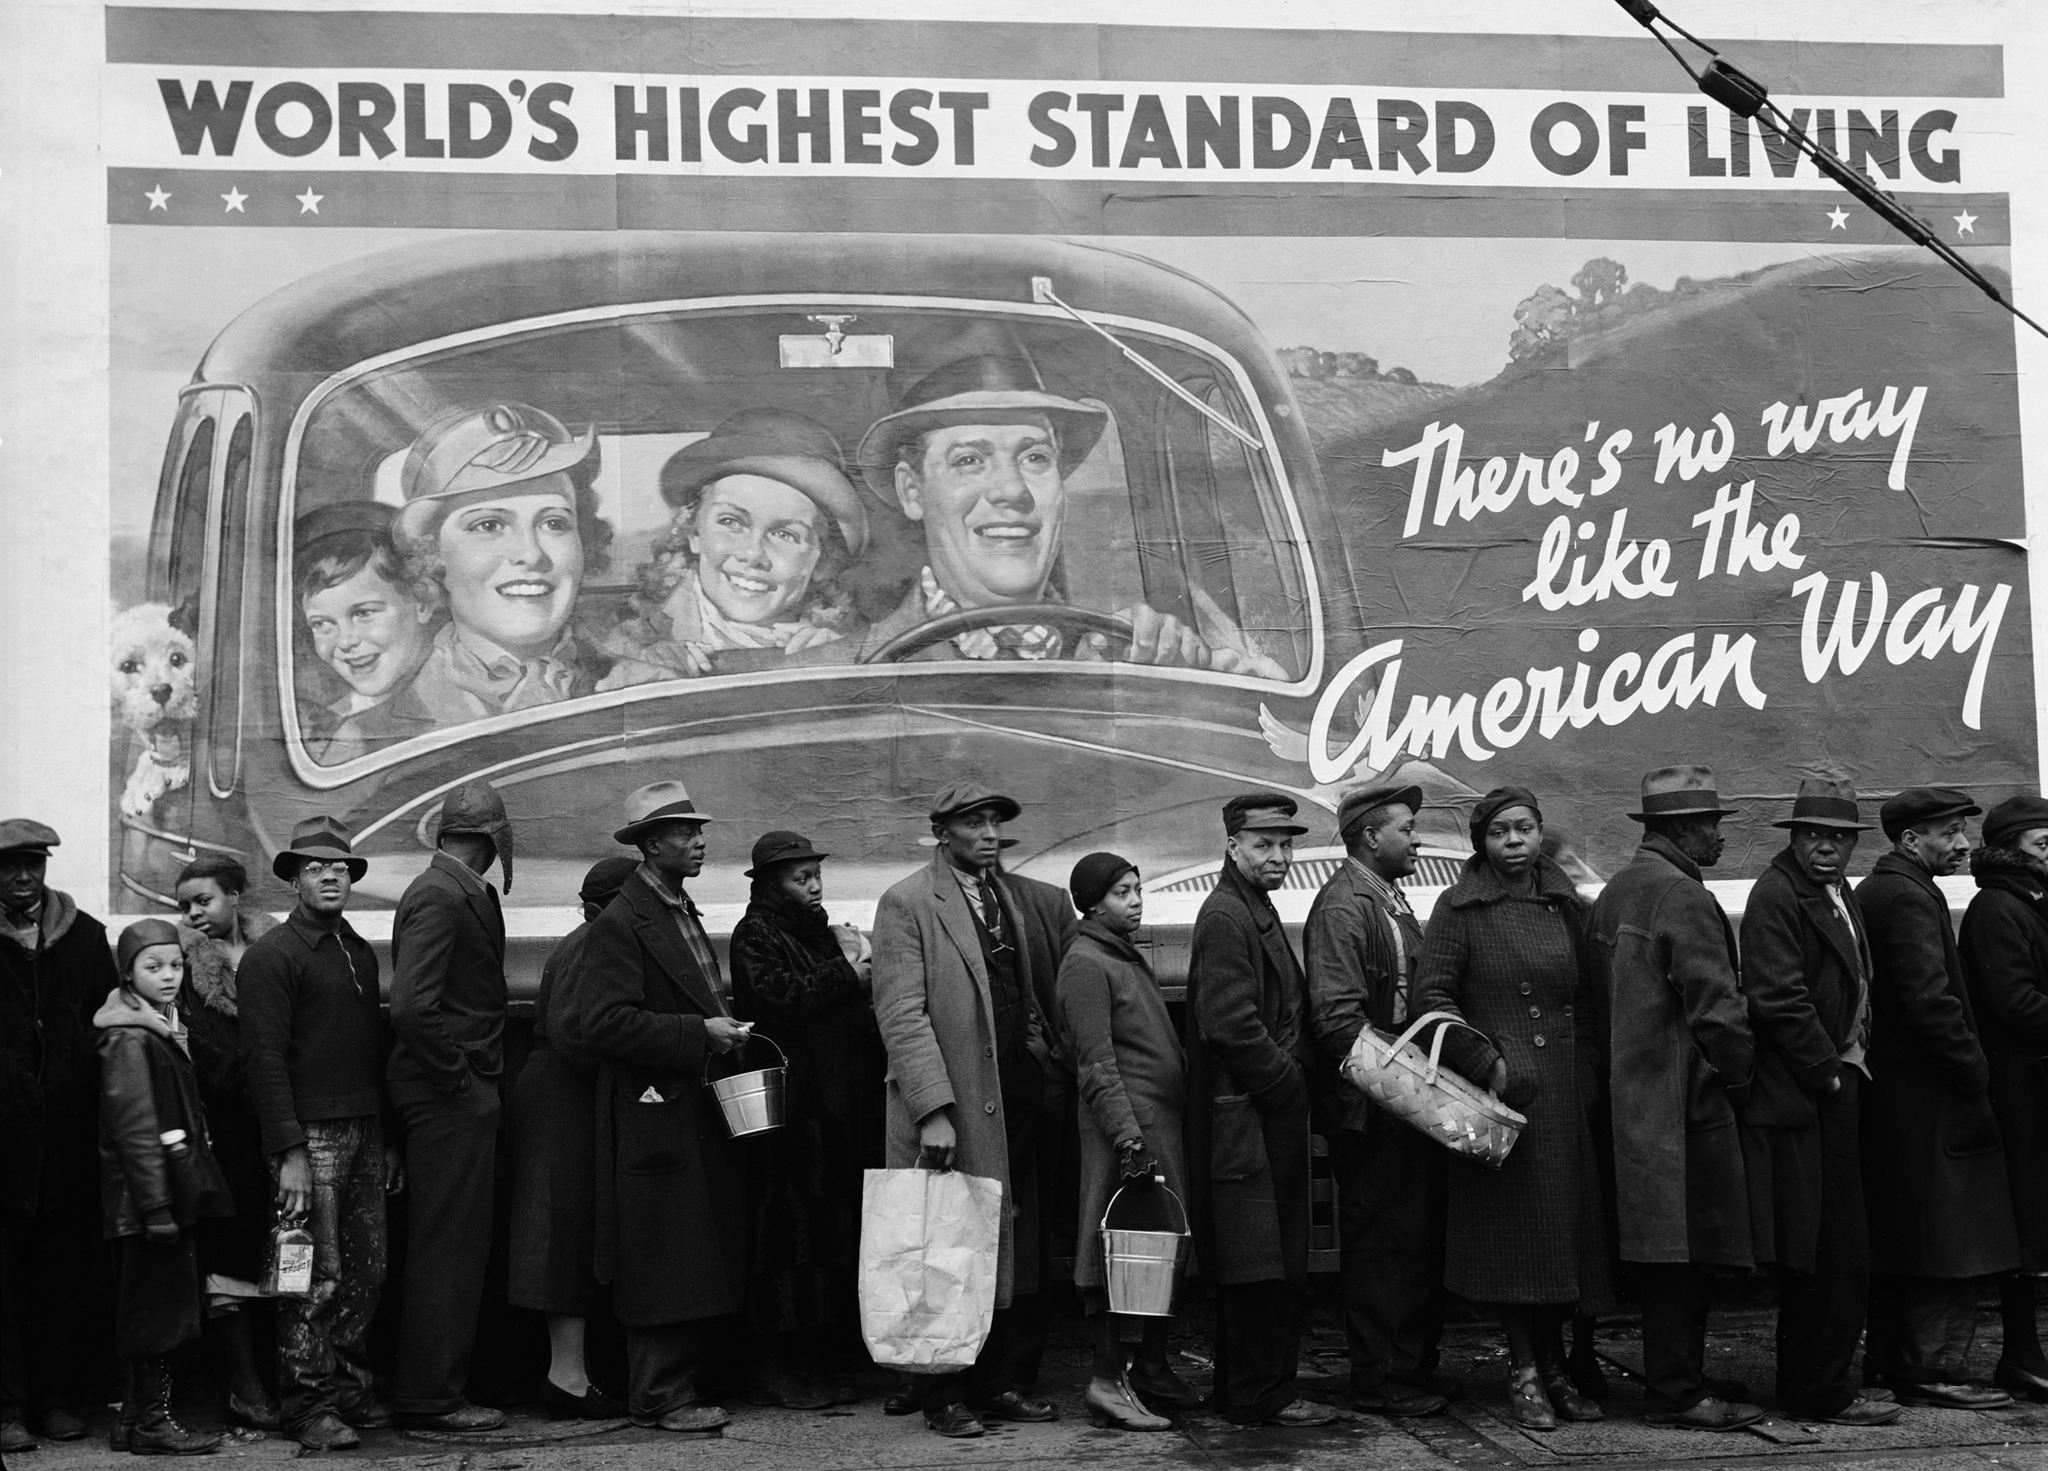 WORLD'S HIGHEST STANDARD OF LIVING
There's no way
like the
American Way